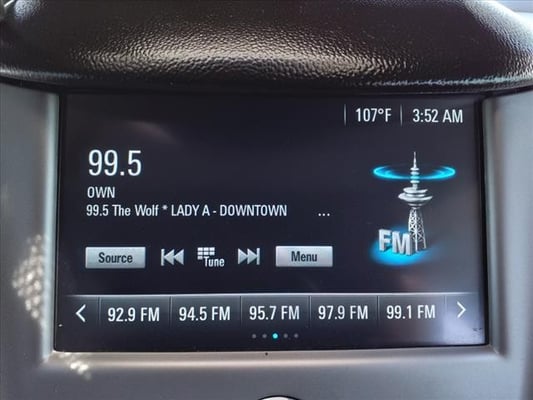 107°F 3:52 AM
99.5
OWN
99.5 The Wolf * LADY A - DOWNTOWN ...
FM
Source Tune Menu
92.9 FM 94.5 FM 95.7 FM 97.9 FM 99.1 FM